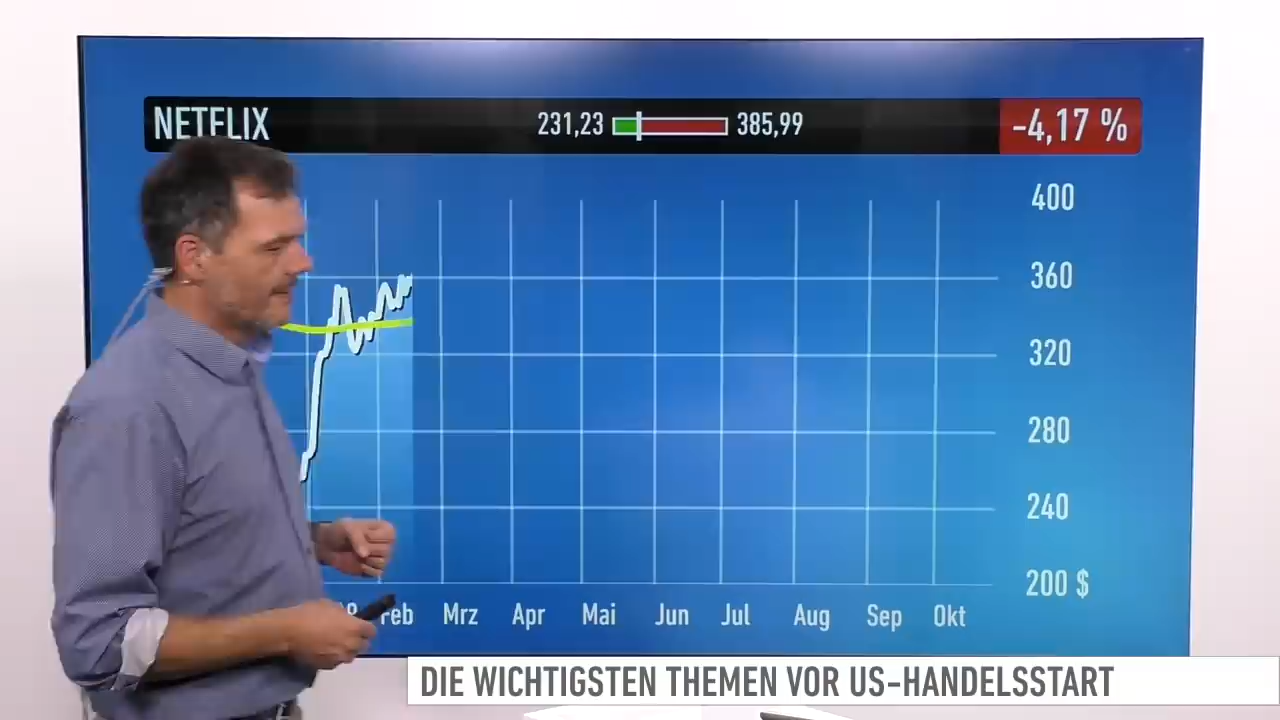 NETFLIX 231,23 385,99 -4,17 %
400
360
320
280
240
200 $
Feb Mrz Apr Mai Jun Jul Aug Sep Okt
DIE WICHTIGSTEN THEMEN VOR US-HANDELSSTART